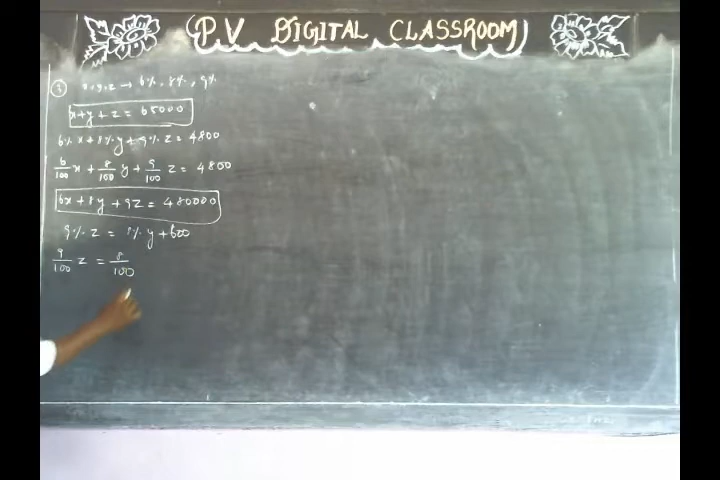 P.V DIGITAL CLASSROOM
③ x, y, z → 6%, 8%, 9%
x+y+z = 65000
6% x + 8% y + 9% z = 4800
6/100 x + 8/100 y + 9/100 z = 4800
6x + 8y + 9z = 480000
9% z = 8% y + 600
9/100 z = 8/100